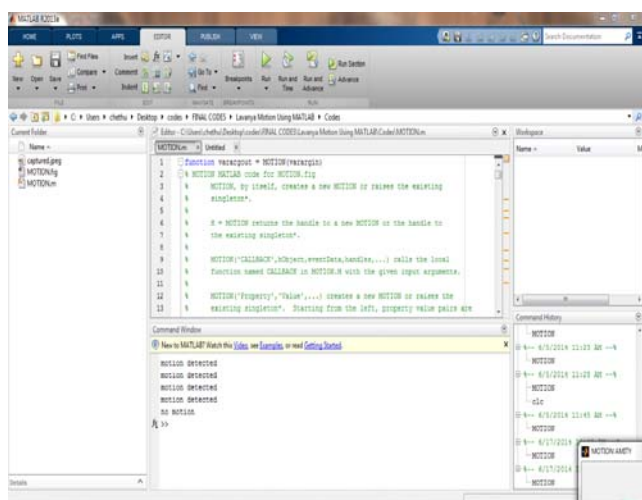 MATLAB R2013a
HOME PLOTS APPS EDITOR PUBLISH VIEW
Search Documentation
New Open Save Find Files Compare Print
Insert Comment Indent
Go To Find
Breakpoints Run Run and Time Run and Advance Run Section Advance
FILE EDIT NAVIGATE BREAKPOINTS RUN
C: Users chethu Desktop codes FINAL CODES Lavanya Motion Using MATLAB Codes
Current Folder
Name
captured.jpeg
MOTION.fig
MOTION.m
Details
Editor - C:\Users\chethu\Desktop\codes\FINAL CODES\Lavanya Motion Using MATLAB\Codes\MOTION.m
MOTION.m Untitled
1 function varargout = MOTION(varargin)
2 % MOTION MATLAB code for MOTION.fig
3 % MOTION, by itself, creates a new MOTION or raises the existing
4 % singleton*.
5 %
6 % H = MOTION returns the handle to a new MOTION or the handle to
7 % the existing singleton*.
8 %
9 % MOTION('CALLBACK',hObject,eventData,handles,...) calls the local
10 % function named CALLBACK in MOTION.M with the given input arguments.
11 %
12 % MOTION('Property','Value',...) creates a new MOTION or raises the
13 % existing singleton*. Starting from the left, property value pairs are
Command Window
New to MATLAB? Watch this Video, see Examples, or read Getting Started.
motion detected
motion detected
motion detected
motion detected
no motion
fx >>
Workspace
Name Value M
Command History
MOTION
%-- 6/5/2014 11:23 AM --%
MOTION
%-- 6/5/2014 11:25 AM --%
MOTION
clc
%-- 6/5/2014 11:45 AM --%
MOTION
%-- 6/17/2014
MOTION
%-- 6/17/2014
MOTION
MOTION AMITY